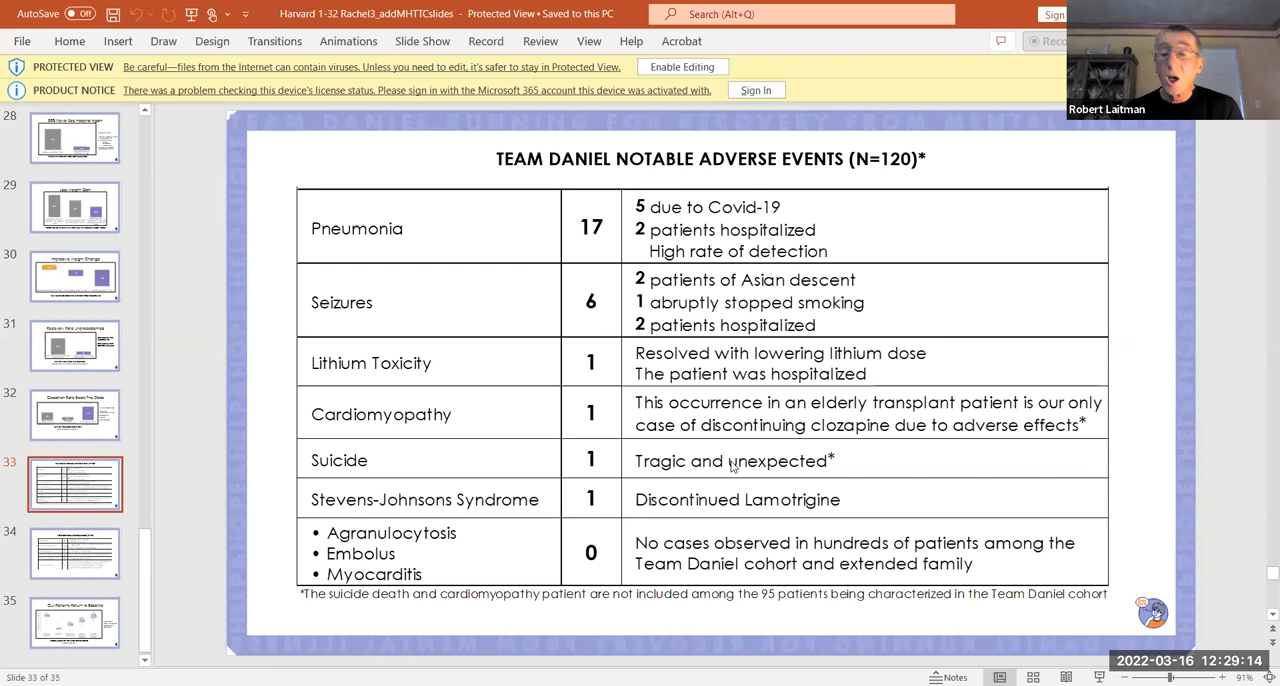 AutoSave Off Harvard 1-32 Rachel3_addMHTTCslides - Protected View • Saved to this PC Search (Alt+Q) Sign
File Home Insert Draw Design Transitions Animations Slide Show Record Review View Help Acrobat Reco
PROTECTED VIEW Be careful—files from the Internet can contain viruses. Unless you need to edit, it's safer to stay in Protected View. Enable Editing
PRODUCT NOTICE There was a problem checking this device's license status. Please sign in with the Microsoft 365 account this device was activated with. Sign In
Robert Laitman
28
29
30
31
32
33
34
35
TEAM DANIEL NOTABLE ADVERSE EVENTS (N=120)*
Pneumonia 17
5 due to Covid-19
2 patients hospitalized
High rate of detection
Seizures 6
2 patients of Asian descent
1 abruptly stopped smoking
2 patients hospitalized
Lithium Toxicity 1
Resolved with lowering lithium dose
The patient was hospitalized
Cardiomyopathy 1
This occurrence in an elderly transplant patient is our only
case of discontinuing clozapine due to adverse effects*
Suicide 1 Tragic and unexpected*
Stevens-Johnsons Syndrome 1 Discontinued Lamotrigine
• Agranulocytosis
• Embolus
• Myocarditis
0
No cases observed in hundreds of patients among the
Team Daniel cohort and extended family
*The suicide death and cardiomyopathy patient are not included among the 95 patients being characterized in the Team Daniel cohort
2022-03-16 12:29:14
Slide 33 of 35 Notes 91%